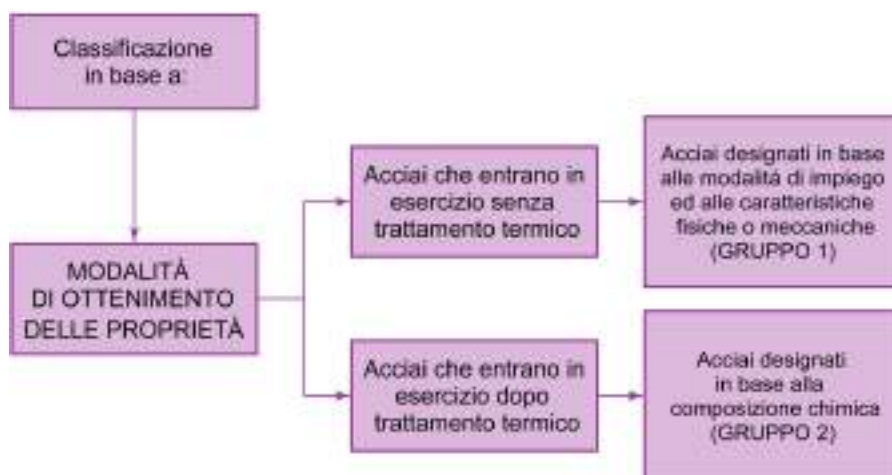 Classificazione
in base a:
MODALITÀ
DI OTTENIMENTO
DELLE PROPRIETÀ
Acciai che entrano in
esercizio senza
trattamento termico
Acciai designati in base
alle modalitá di impiego
ed alle caratteristiche
fisiche o meccaniche
(GRUPPO 1)
Acciai che entrano in
esercizio dopo
trattamento termico
Acciai designati
in base alla
composizione chimica
(GRUPPO 2)